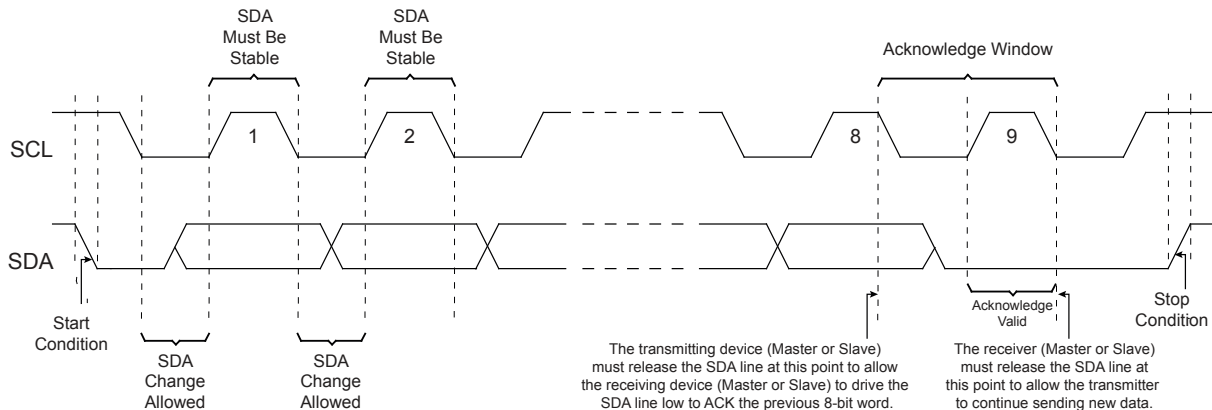 SDA
Must Be
Stable
SDA
Must Be
Stable
Acknowledge Window
SCL
1
2
8
9
SDA
Start
Condition
SDA
Change
Allowed
SDA
Change
Allowed
Acknowledge
Valid
Stop
Condition
The transmitting device (Master or Slave)
must release the SDA line at this point to allow
the receiving device (Master or Slave) to drive the
SDA line low to ACK the previous 8-bit word.
The receiver (Master or Slave)
must release the SDA line at
this point to allow the transmitter
to continue sending new data.